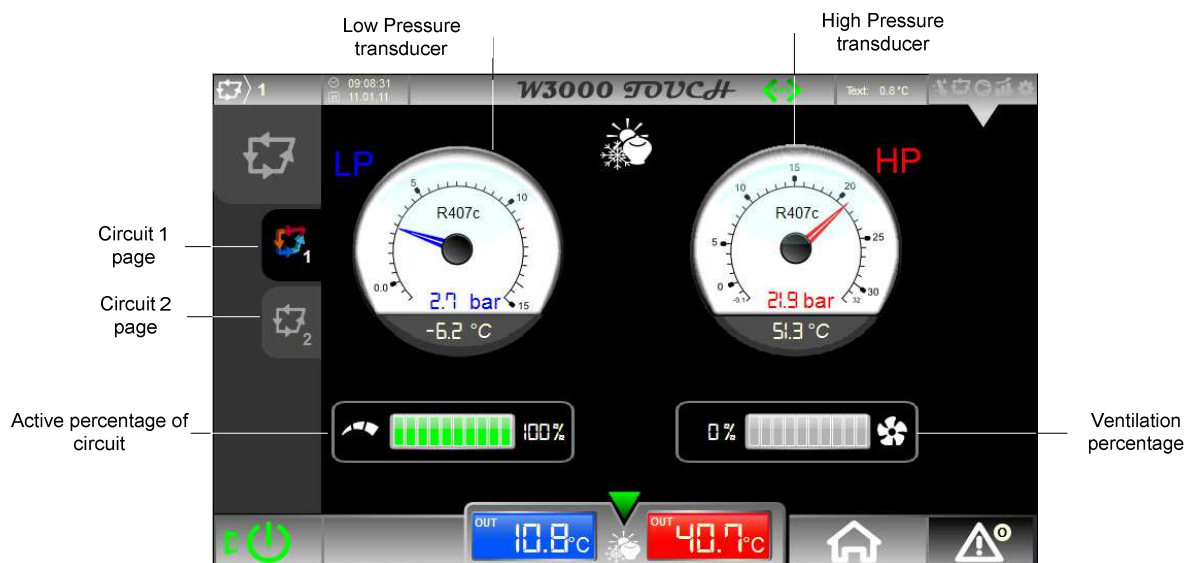 Low Pressure
transducer
High Pressure
transducer
1
09:08:31
11.01.11
W3000 TOUCH
Text: 0.8°C
LP
HP
5
10
0.0
15
R407c
2.7 bar
-6.2 °C
0
5
10
15
20
25
30
-0.1
32
R407c
21.9 bar
51.3 °C
Circuit 1
page
1
Circuit 2
page
2
Active percentage of
circuit
100%
0 %
Ventilation
percentage
OUT
10.8°C
OUT
40.7°C
0